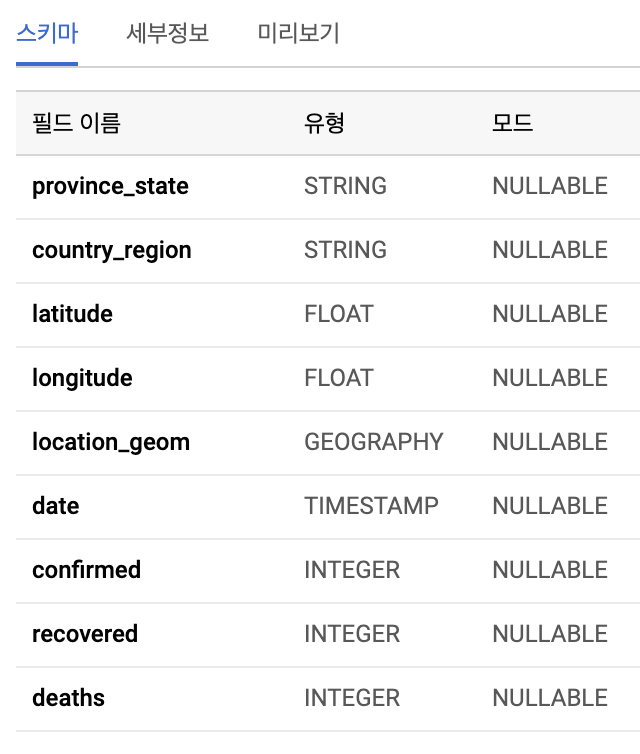 스키마 세부정보 미리보기
필드 이름 유형 모드
province_state STRING NULLABLE
country_region STRING NULLABLE
latitude FLOAT NULLABLE
longitude FLOAT NULLABLE
location_geom GEOGRAPHY NULLABLE
date TIMESTAMP NULLABLE
confirmed INTEGER NULLABLE
recovered INTEGER NULLABLE
deaths INTEGER NULLABLE